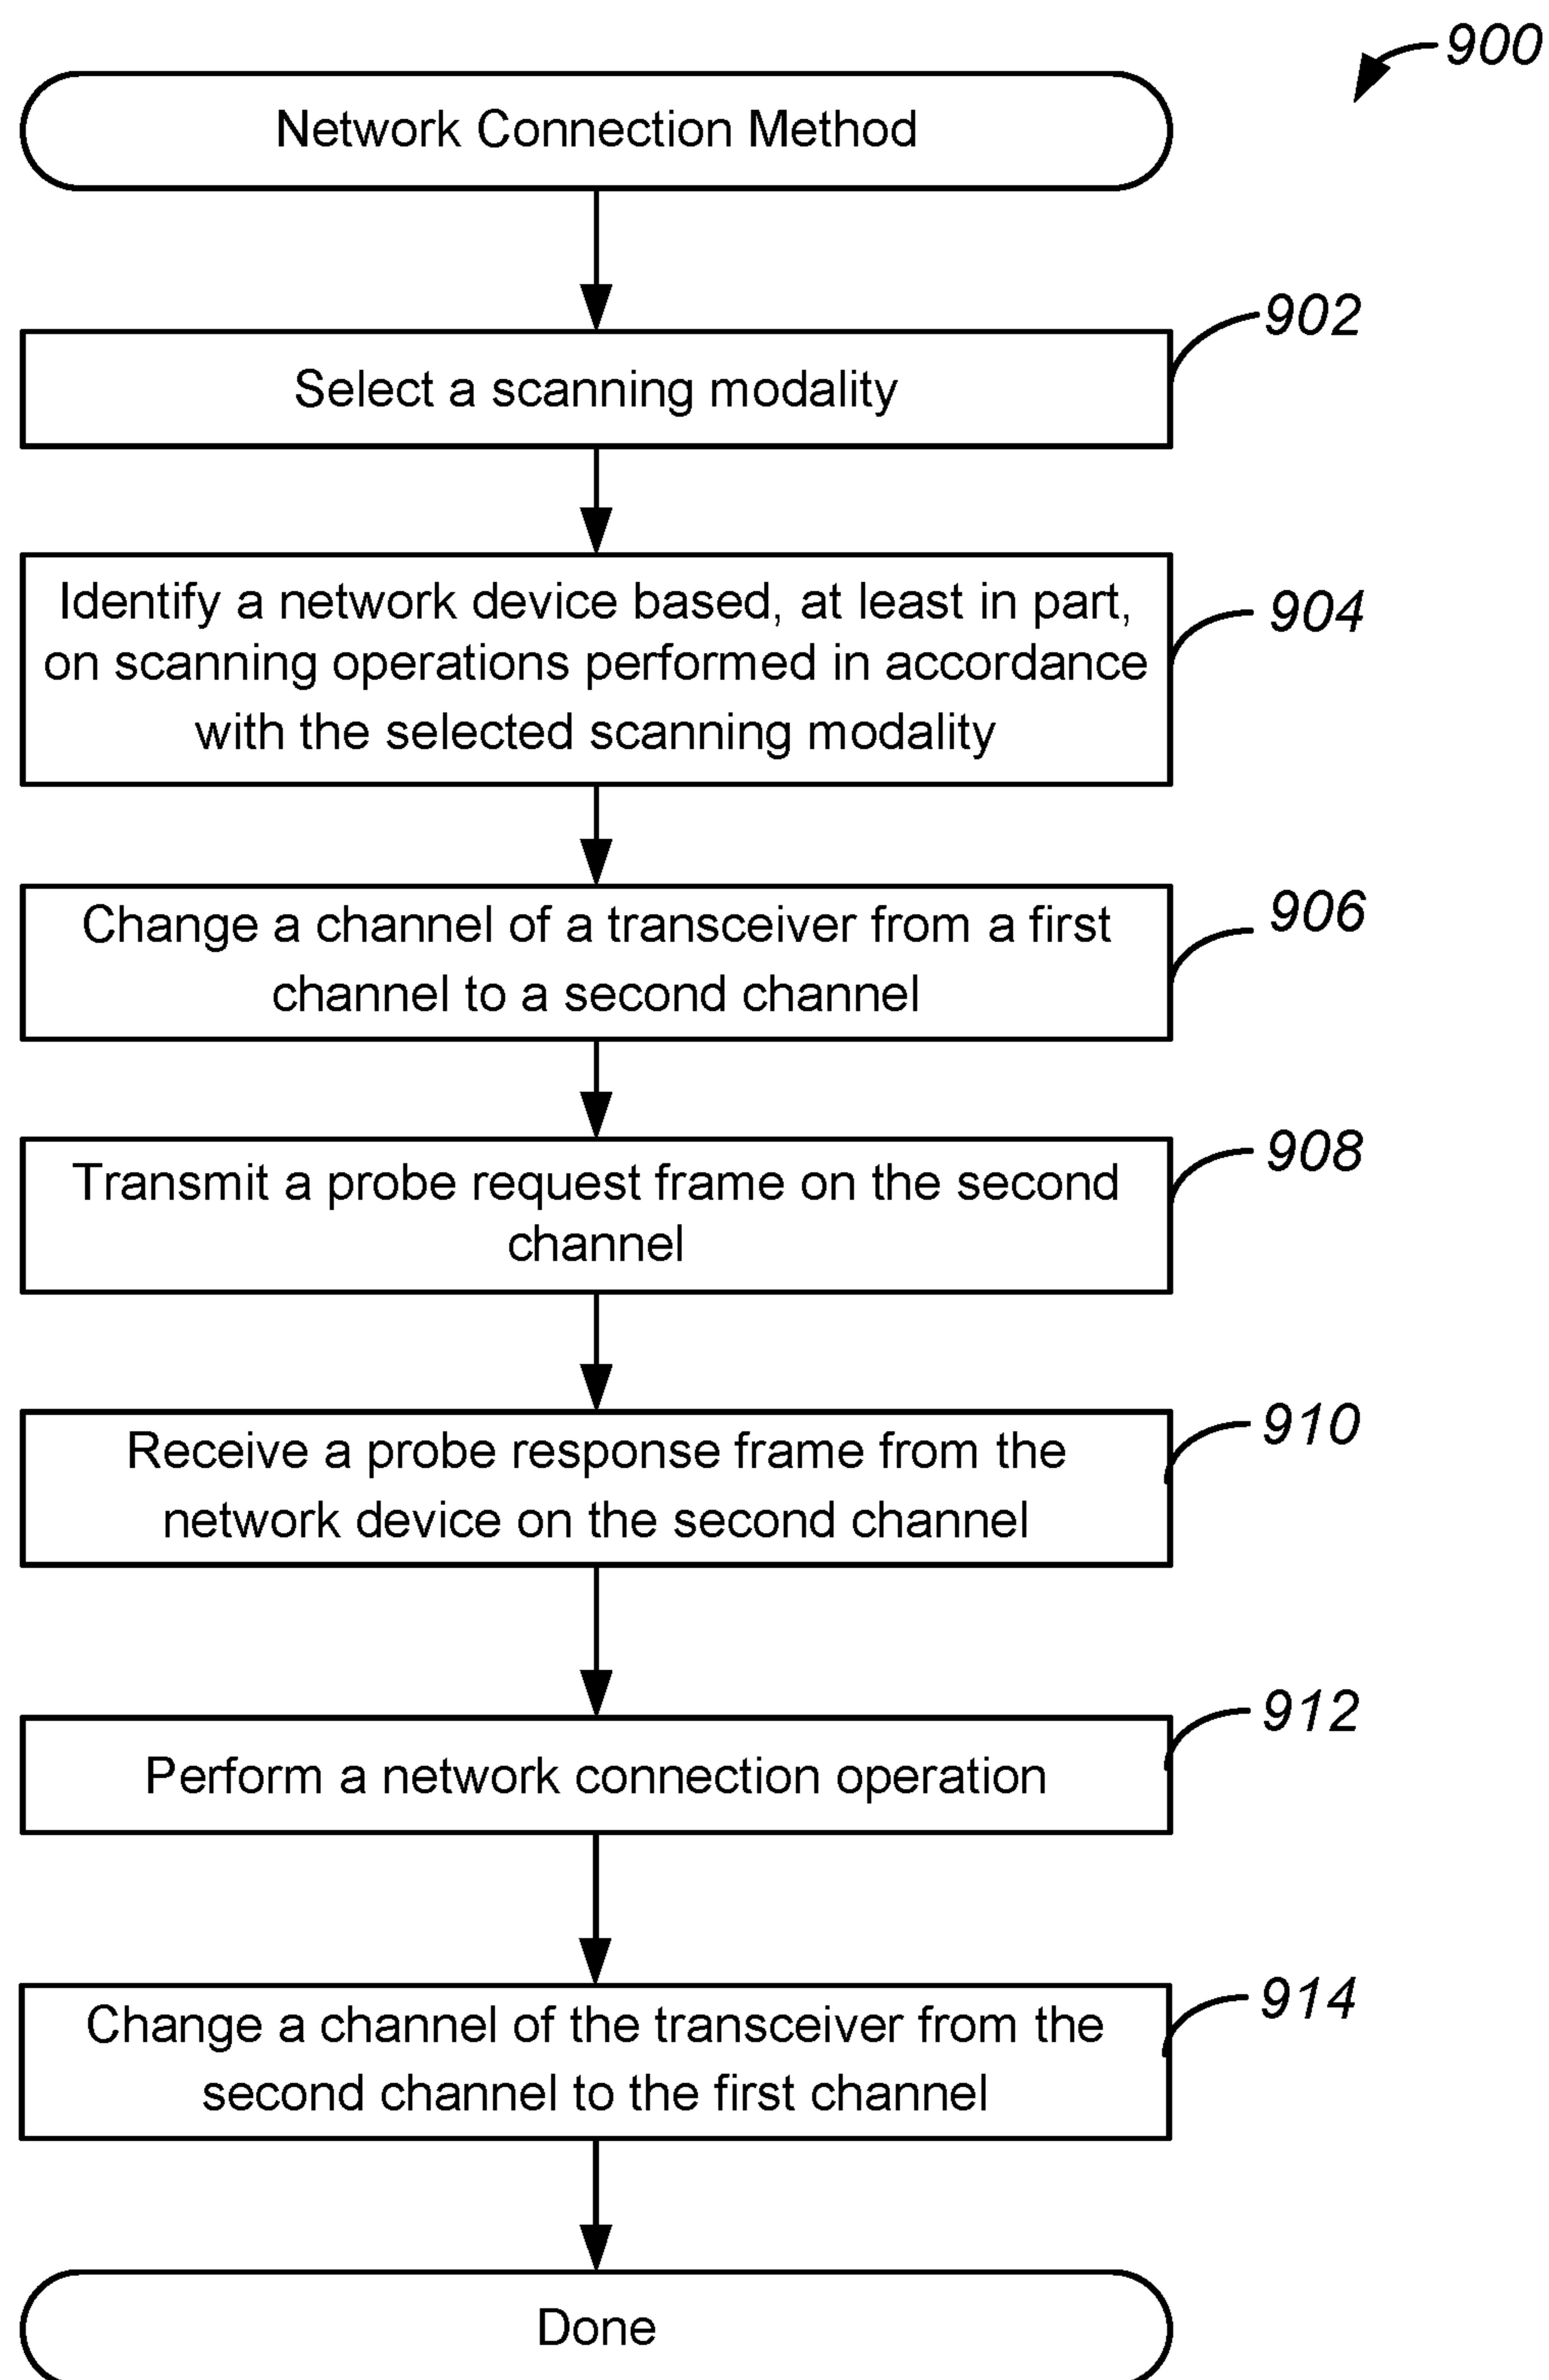 900
Network Connection Method
902
Select a scanning modality
904
Identify a network device based, at least in part,
on scanning operations performed in accordance
with the selected scanning modality
906
Change a channel of a transceiver from a first
channel to a second channel
908
Transmit a probe request frame on the second
channel
910
Receive a probe response frame from the
network device on the second channel
912
Perform a network connection operation
914
Change a channel of the transceiver from the
second channel to the first channel
Done